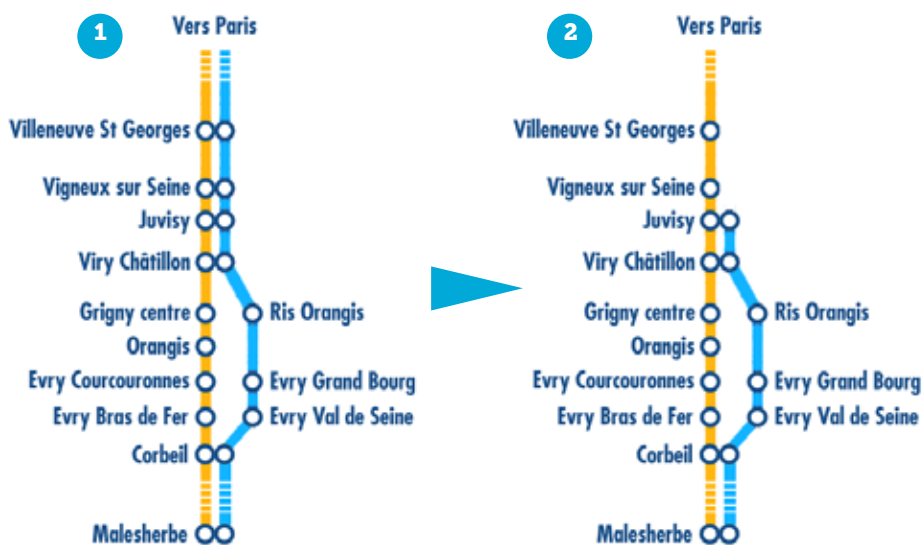 1
Vers Paris
Villeneuve St Georges
Vigneux sur Seine
Juvisy
Viry Châtillon
Grigny centre
Ris Orangis
Orangis
Evry Courcouronnes
Evry Grand Bourg
Evry Bras de Fer
Evry Val de Seine
Corbeil
Malesherbe
2
Vers Paris
Villeneuve St Georges
Vigneux sur Seine
Juvisy
Viry Châtillon
Grigny centre
Ris Orangis
Orangis
Evry Courcouronnes
Evry Grand Bourg
Evry Bras de Fer
Evry Val de Seine
Corbeil
Malesherbe